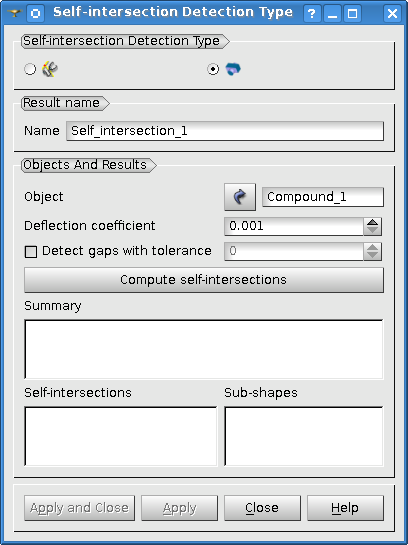 Self-intersection Detection Type
Self-intersection Detection Type
Result name
Name Self_intersection_1
Objects And Results
Object Compound_1
Deflection coefficient 0.001
Detect gaps with tolerance 0
Compute self-intersections
Summary
Self-intersections Sub-shapes
Apply and Close Apply Close Help